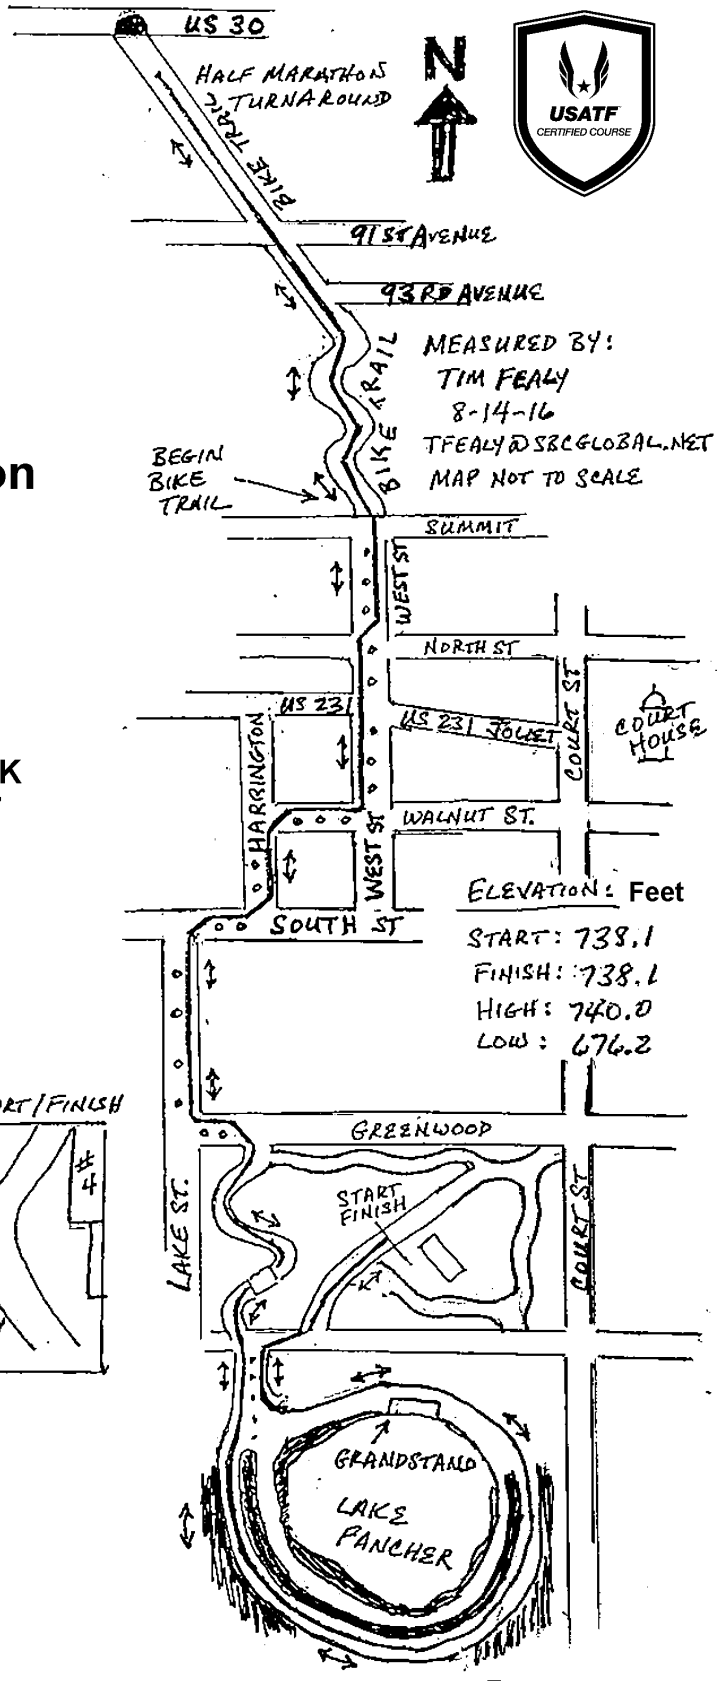 US 30
HALF MARATHON
TURNAROUND
N
USATF
CERTIFIED COURSE
BIKE TRAIL
91ST AVENUE
93RD AVENUE
BIKE TRAIL
MEASURED BY:
TIM FEALY
8-14-16
TFEALY@SBCGLOBAL.NET
MAP NOT TO SCALE
on
BEGIN
BIKE
TRAIL
SUMMIT
WEST ST
NORTH ST
US 231
US 231 JOLIET
COURT ST
COURT
HOUSE
K
HARRINGTON
WALNUT ST.
WEST ST
SOUTH ST
ELEVATION: Feet
START: 738.1
FINISH: 738.1
HIGH: 740.0
LOW: 676.2
RT/FINISH
GREENWOOD
#
4
LAKE ST.
START
FINISH
COURT ST
GRANDSTAND
LAKE
FANCHER